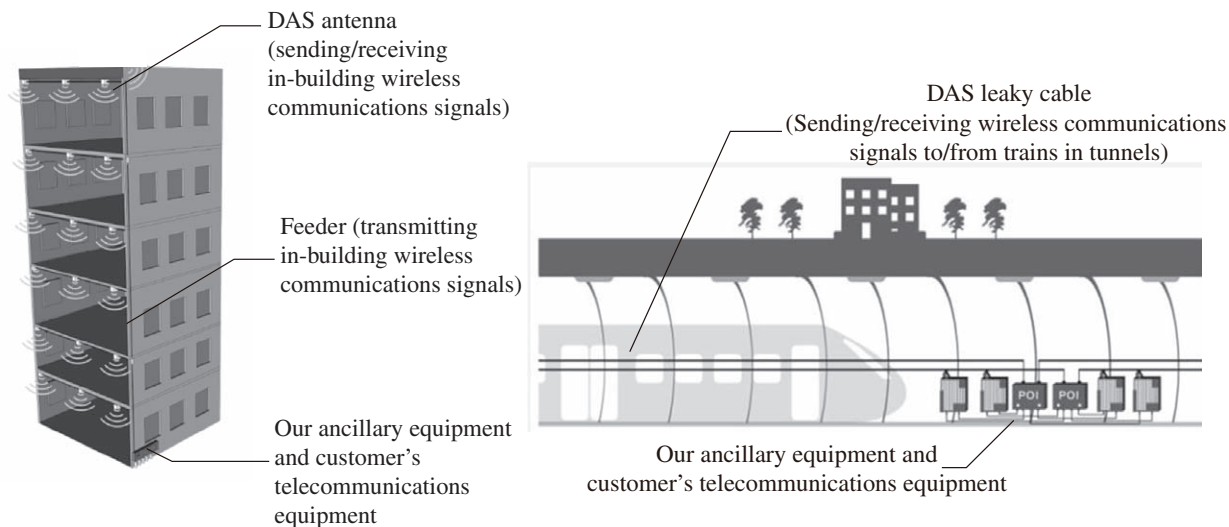 DAS antenna
(sending/receiving
in-building wireless
communications signals)
Feeder (transmitting
in-building wireless
communications signals)
Our ancillary equipment
and customer's
telecommunications
equipment
DAS leaky cable
(Sending/receiving wireless communications
signals to/from trains in tunnels)
POI
POI
Our ancillary equipment and
customer's telecommunications equipment